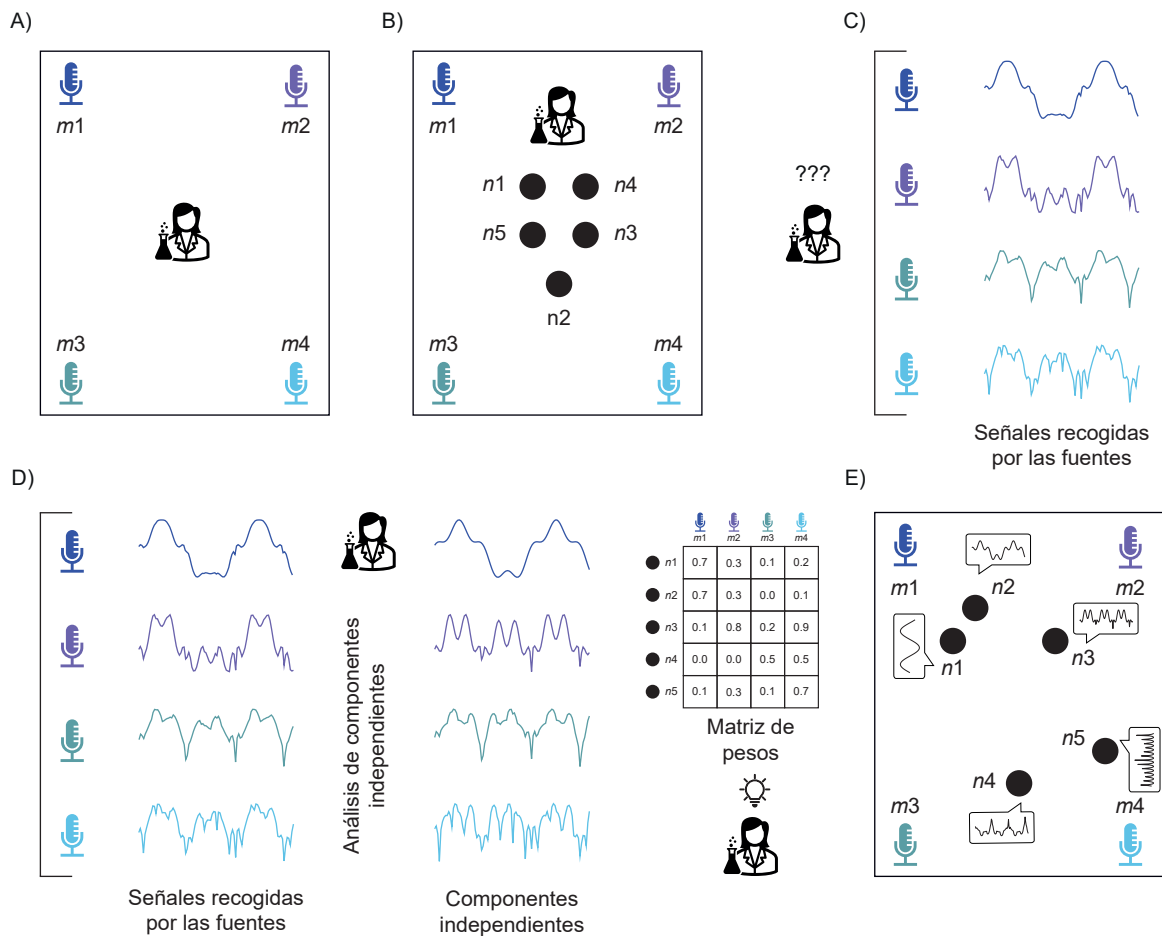 A)
m1
m2
m3
m4
B)
m1
m2
n1
n4
n5
n3
n2
m3
m4
???
C)
Señales recogidas
por las fuentes
D)
Señales recogidas
por las fuentes
Análisis de componentes
independientes
Componentes
independientes
m1 m2 m3 m4
n1 0.7 0.3 0.1 0.2
n2 0.7 0.3 0.0 0.1
n3 0.1 0.8 0.2 0.9
n4 0.0 0.0 0.5 0.5
n5 0.1 0.3 0.1 0.7
Matriz de
pesos
E)
m1
n2
m2
n1
n3
n5
n4
m3
m4